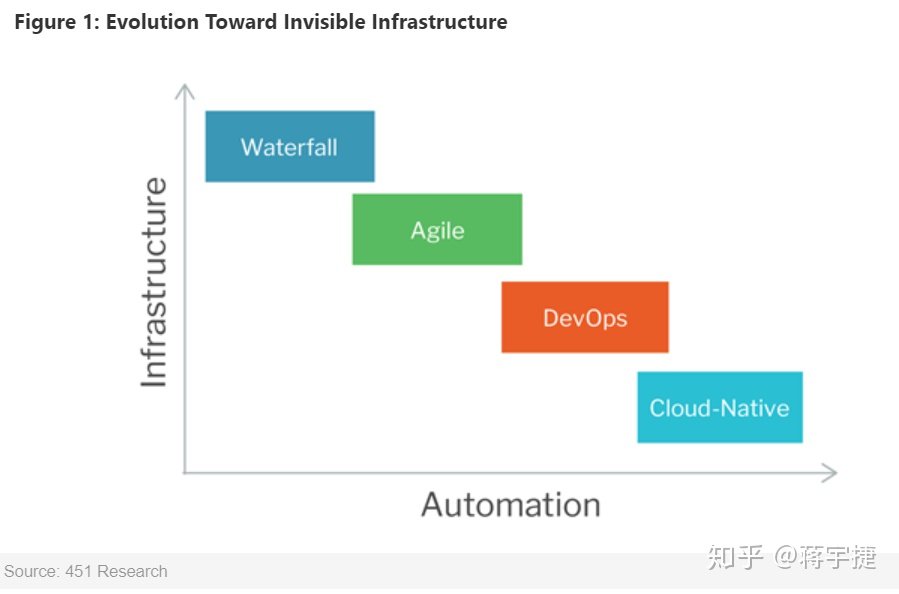 Figure 1: Evolution Toward Invisible Infrastructure
Infrastructure
Waterfall
Agile
DevOps
Cloud-Native
Automation
知乎 @蒋宇捷
Source: 451 Research